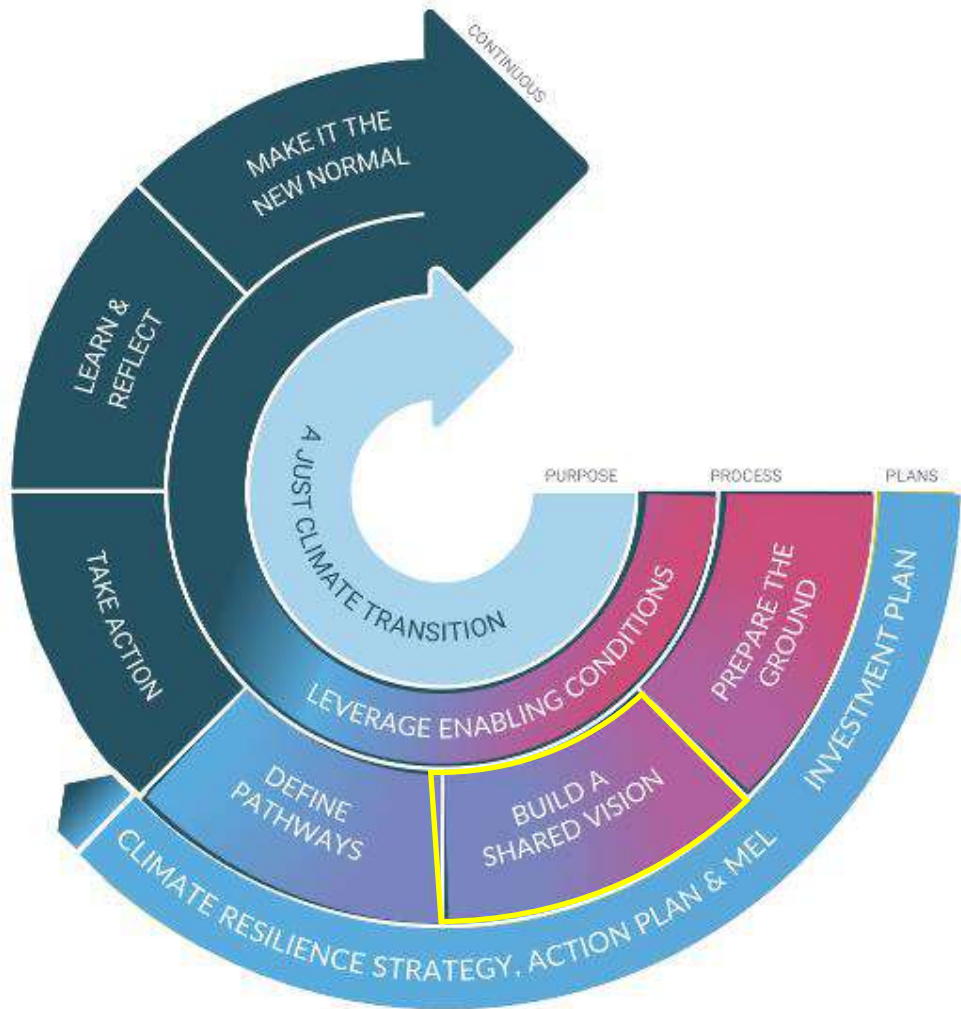 CONTINUOUS
MAKE IT THE
NEW NORMAL
LEARN &
REFLECT
TAKE ACTION
A JUST CLIMATE TRANSITION
PURPOSE
PROCESS
PLANS
LEVERAGE ENABLING CONDITIONS
PREPARE THE
GROUND
BUILD A
SHARED VISION
DEFINE
PATHWAYS
CLIMATE RESILIENCE STRATEGY, ACTION PLAN & MEL
INVESTMENT PLAN